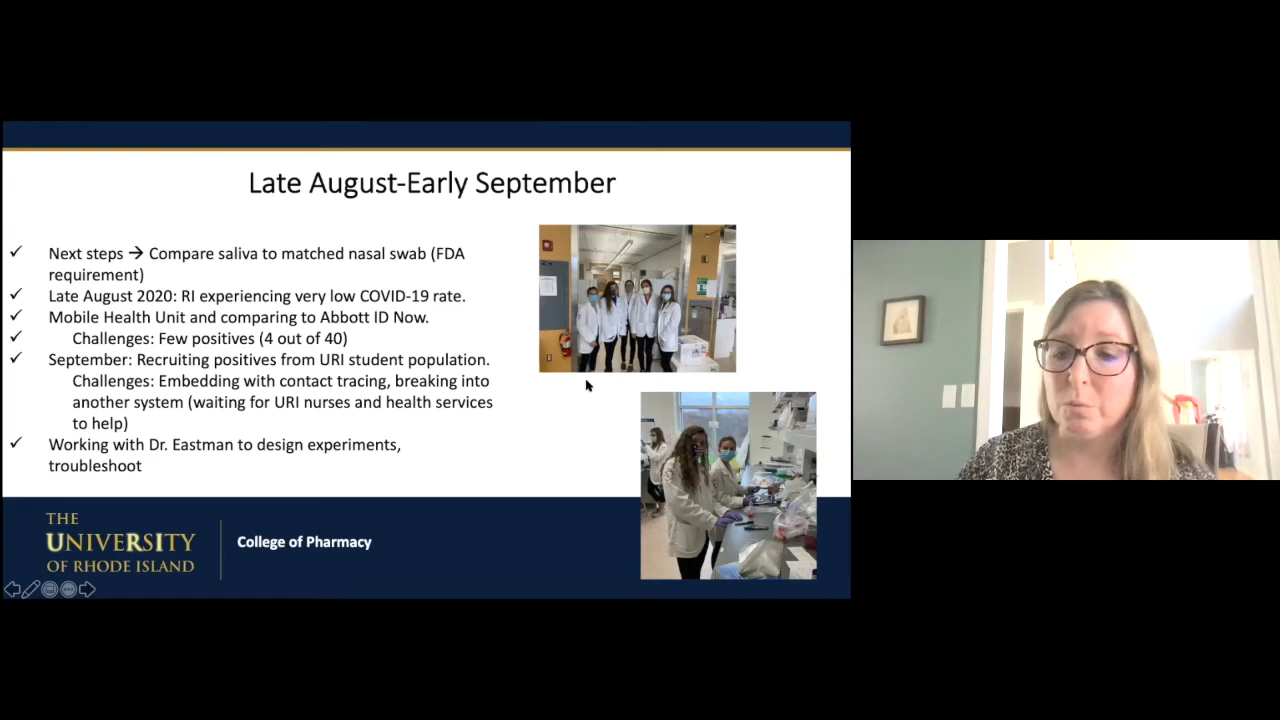 Late August-Early September
✓ Next steps → Compare saliva to matched nasal swab (FDA
requirement)
✓ Late August 2020: RI experiencing very low COVID-19 rate.
✓ Mobile Health Unit and comparing to Abbott ID Now.
✓ Challenges: Few positives (4 out of 40)
✓ September: Recruiting positives from URI student population.
Challenges: Embedding with contact tracing, breaking into
another system (waiting for URI nurses and health services
to help)
✓ Working with Dr. Eastman to design experiments,
troubleshoot
THE
UNIVERSITY
OF RHODE ISLAND
College of Pharmacy